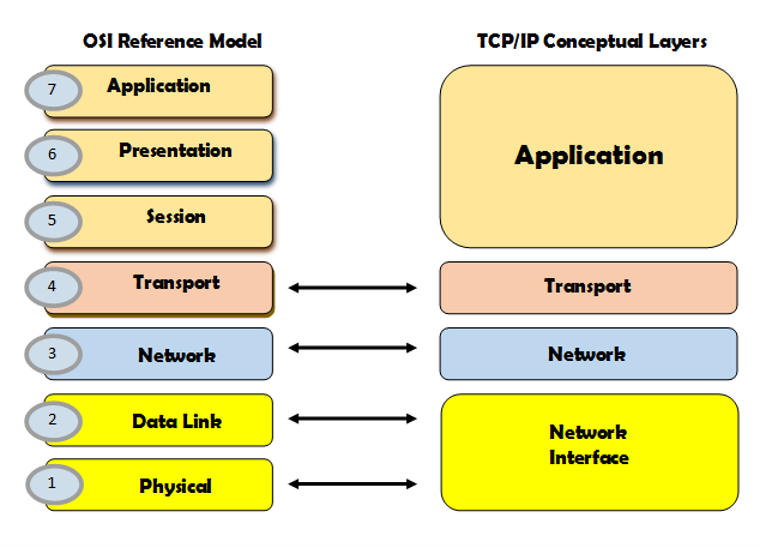 OSI Reference Model
TCP/IP Conceptual Layers
7
Application
6
Presentation
5
Session
4
Transport
3
Network
2
Data Link
1
Physical
Application
Transport
Network
Network
Interface